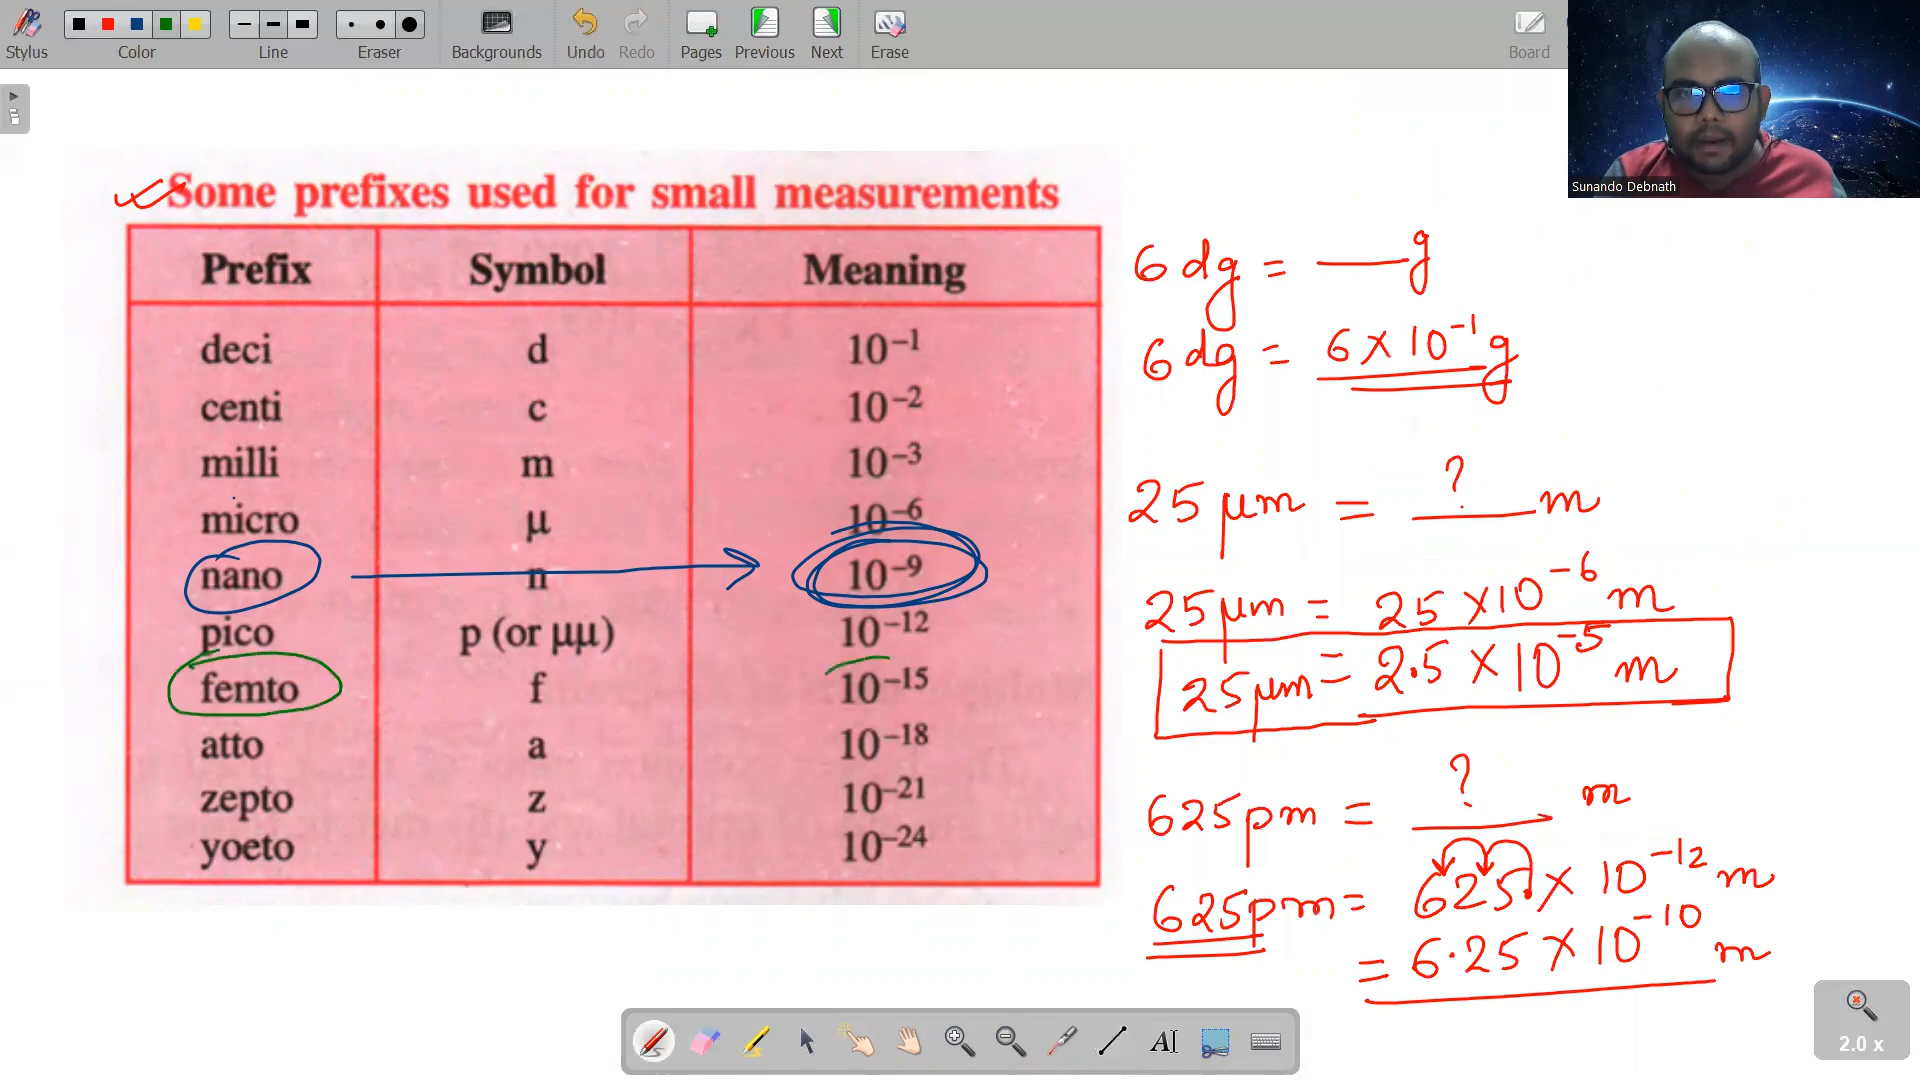 Stylus Color Line Eraser Backgrounds Undo Redo Pages Previous Next Erase Board
Sunando Debnath
Some prefixes used for small measurements
Prefix Symbol Meaning
deci d 10⁻¹
centi c 10⁻²
milli m 10⁻³
micro μ 10⁻⁶
nano n 10⁻⁹
pico p (or μμ) 10⁻¹²
femto f 10⁻¹⁵
atto a 10⁻¹⁸
zepto z 10⁻²¹
yoeto y 10⁻²⁴
6 dg = ___ g
6 dg = 6 × 10⁻¹ g
25 μm = ? m
25 μm = 25 × 10⁻⁶ m
25 μm = 2.5 × 10⁻⁵ m
625 pm = ? m
625 pm = 625. × 10⁻¹² m
= 6.25 × 10⁻¹⁰ m
2.0 x